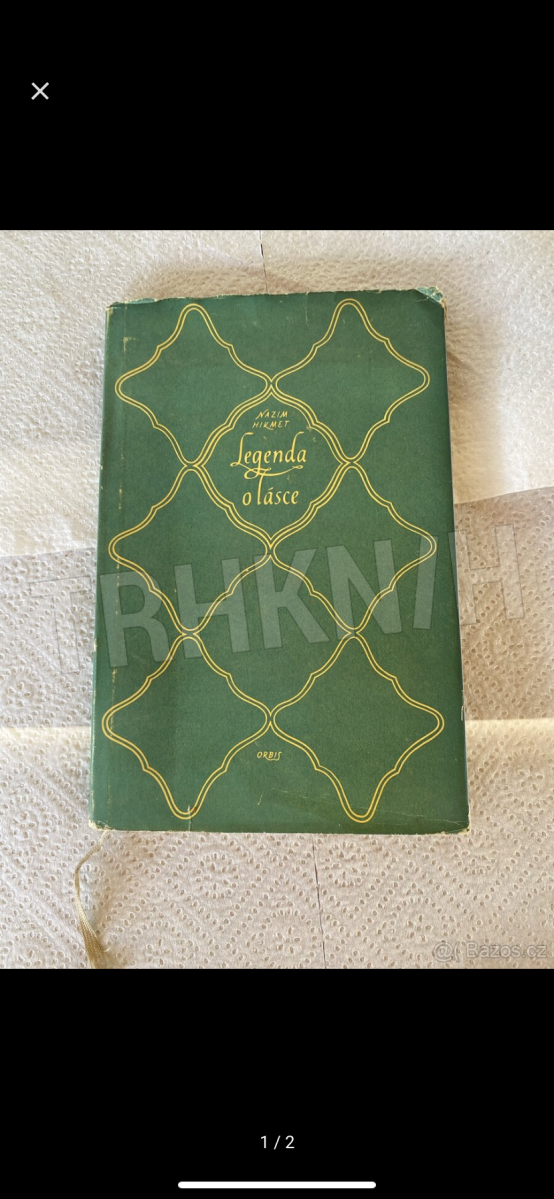 NAZIM
HIKMET
Legenda
o lásce
TRHKNIH
ORBIS
@( Bazos.cz
1 / 2